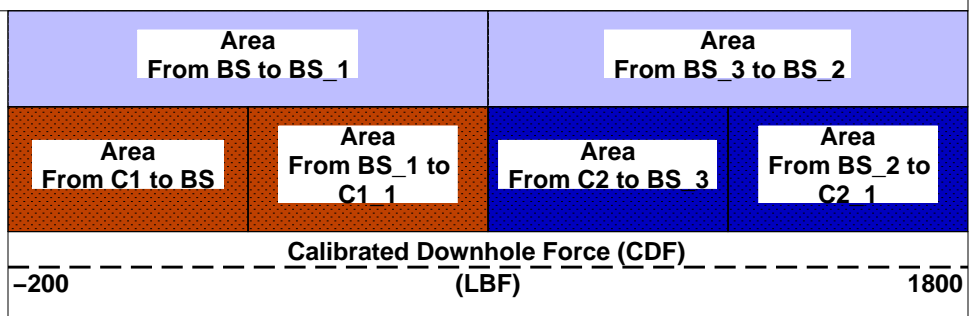 Area
From BS to BS_1
Area
From BS_3 to BS_2
Area
From C1 to BS
Area
From BS_1 to
C1_1
Area
From C2 to BS_3
Area
From BS_2 to
C2_1
Calibrated Downhole Force (CDF)
−200 (LBF) 1800